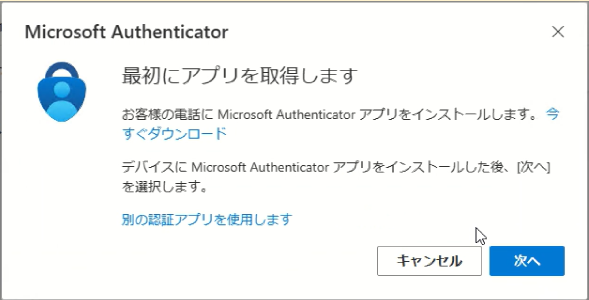 Microsoft Authenticator
最初にアプリを取得します
お客様の電話に Microsoft Authenticator アプリをインストールします。 今
すぐダウンロード
デバイスに Microsoft Authenticator アプリをインストールした後、[次へ]
を選択します。
別の認証アプリを使用します
キャンセル 次へ